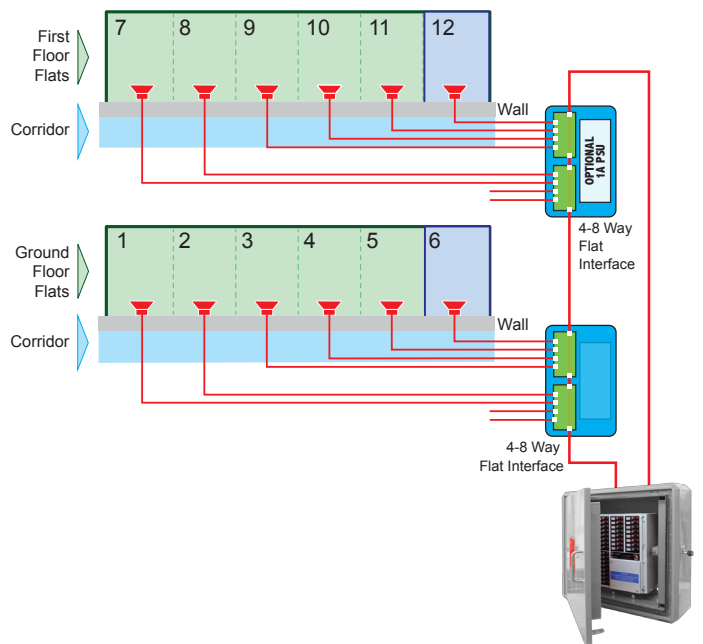 First
Floor
Flats
7 8 9 10 11 12
Corridor
Wall
OPTIONAL
1A PSU
4-8 Way
Flat
Interface
Ground
Floor
Flats
1 2 3 4 5 6
Corridor
Wall
4-8 Way
Flat Interface